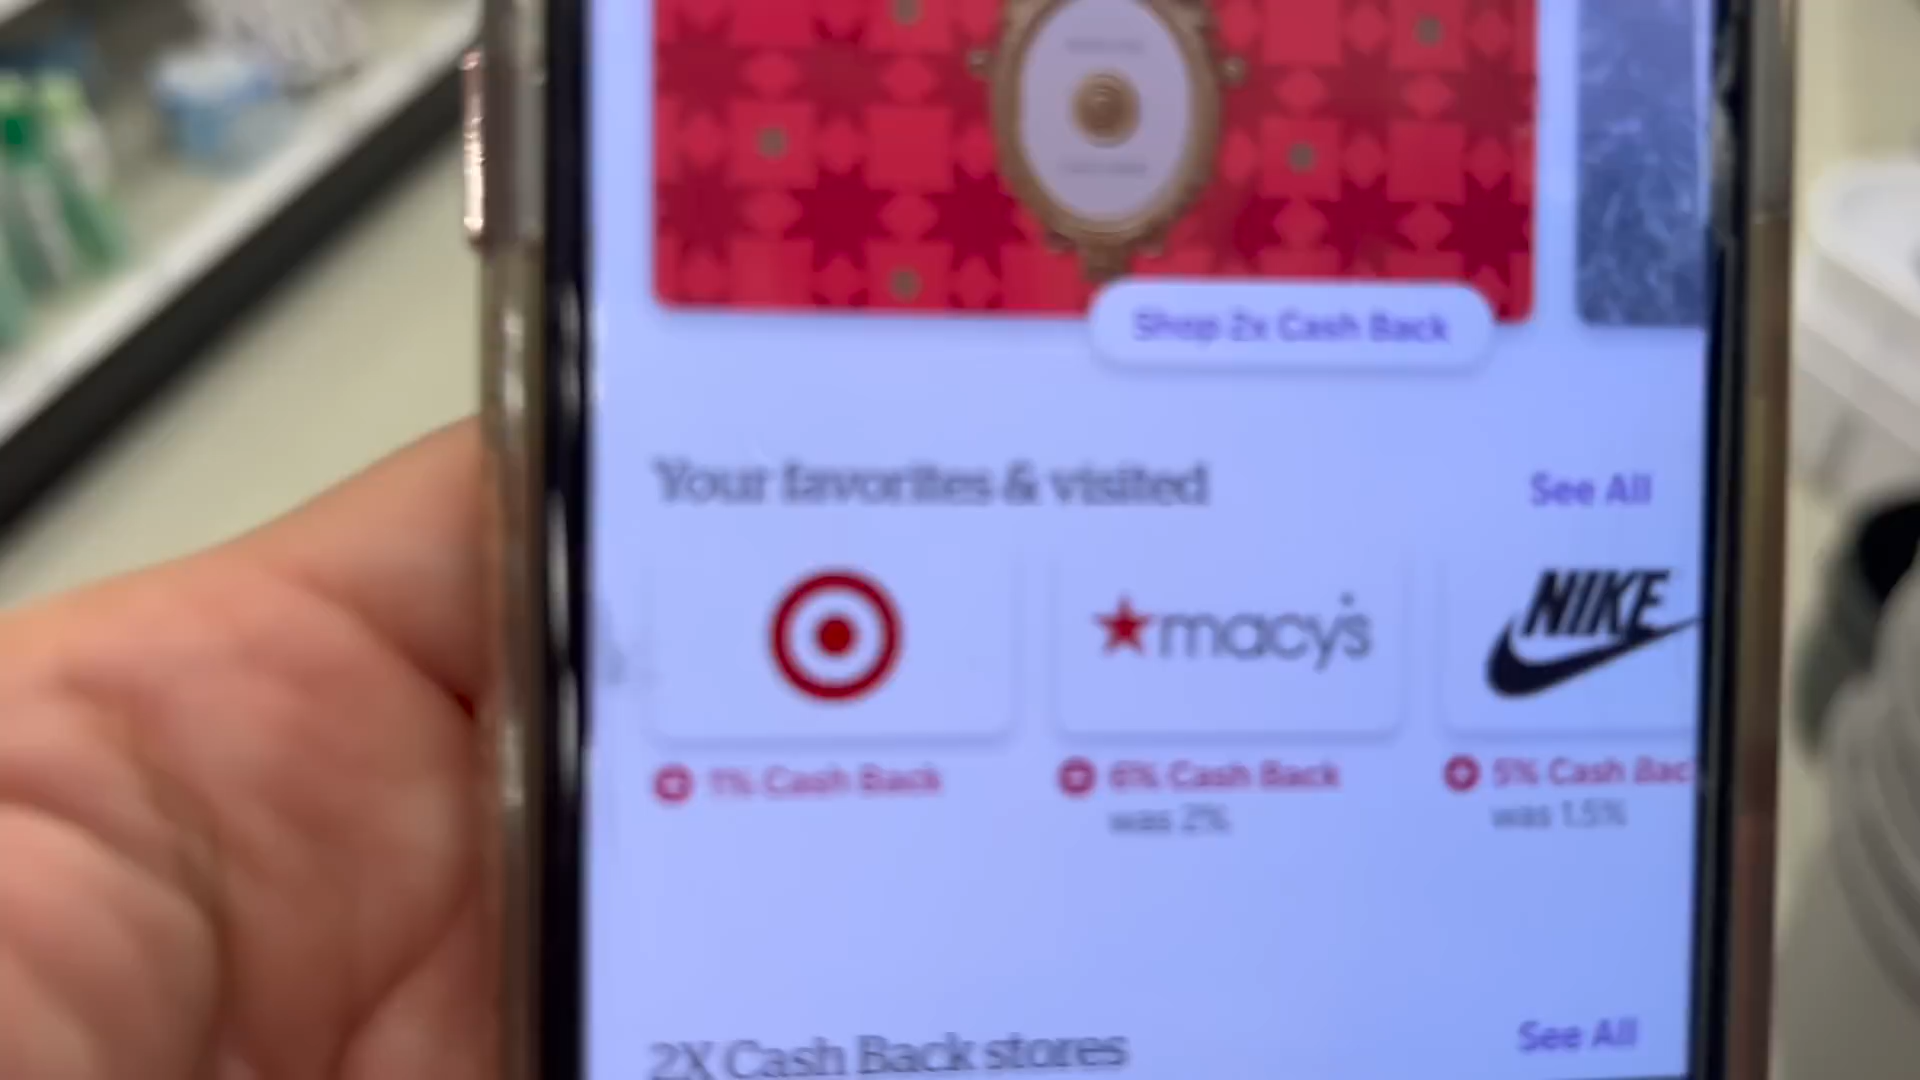 Shop 2x Cash Back
Your favorites & visited
See All
macy's
NIKE
1% Cash Back
6% Cash Back
5% Cash Bac
was 2%
was 1.5%
2X Cash Back stores
See All